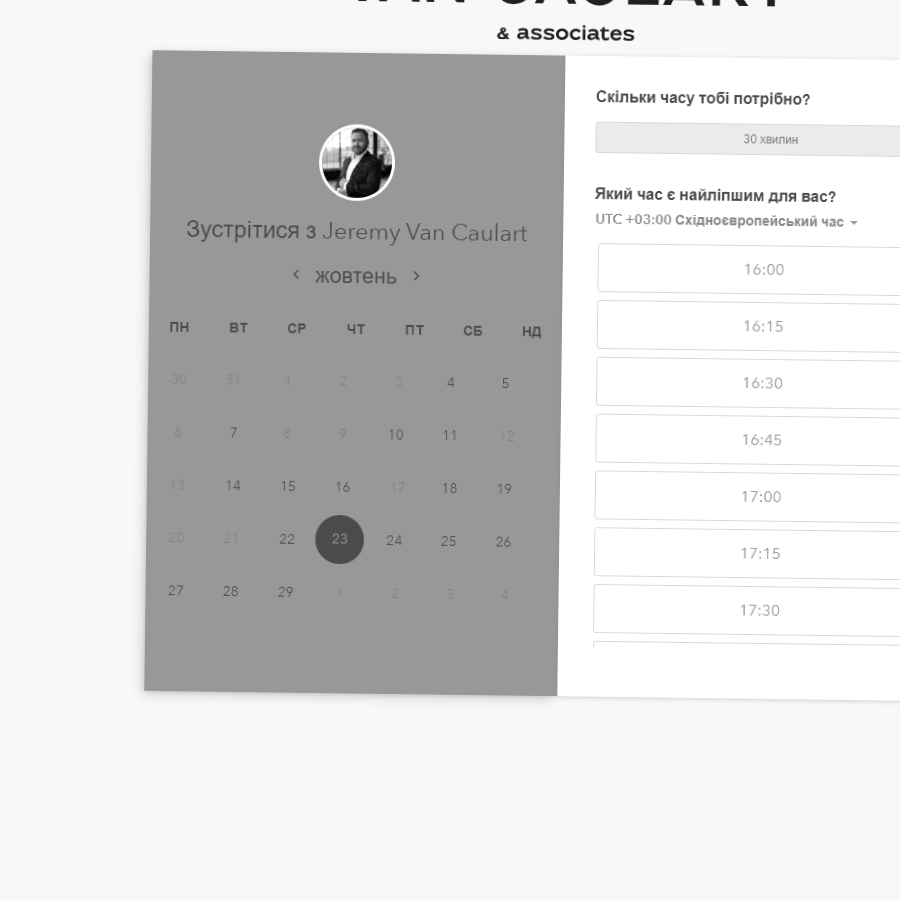 VAN CAULART
& associates
Зустрітися з Jeremy Van Caulart
‹ жовтень ›
ПН ВТ СР ЧТ ПТ СБ НД
30 31 1 2 3 4 5
6 7 8 9 10 11 12
13 14 15 16 17 18 19
20 21 22 23 24 25 26
27 28 29 1 2 3 4
Скільки часу тобі потрібно?
30 хвилин
Який час є найліпшим для вас?
UTC +03:00 Східноєвропейський час
16:00
16:15
16:30
16:45
17:00
17:15
17:30